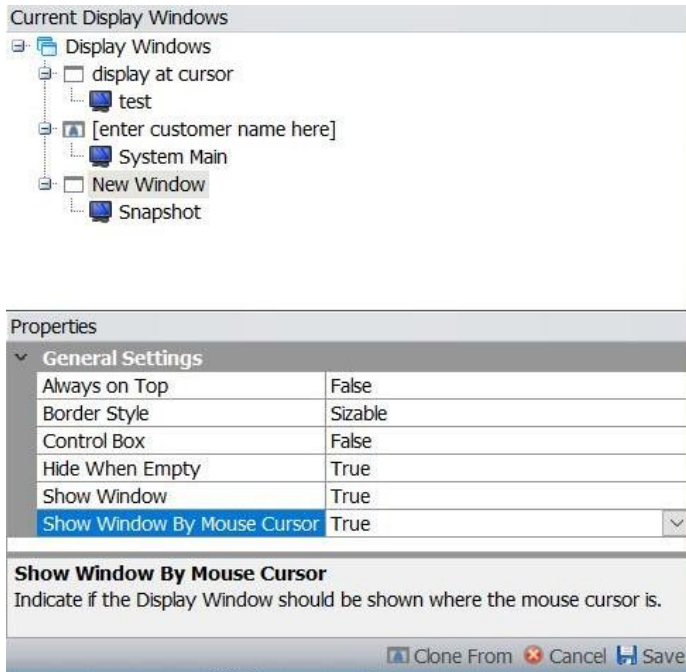 Current Display Windows
Display Windows
display at cursor
test
[enter customer name here]
System Main
New Window
Snapshot
Properties
General Settings
Always on Top False
Border Style Sizable
Control Box False
Hide When Empty True
Show Window True
Show Window By Mouse Cursor True
Show Window By Mouse Cursor
Indicate if the Display Window should be shown where the mouse cursor is.
Clone From Cancel Save